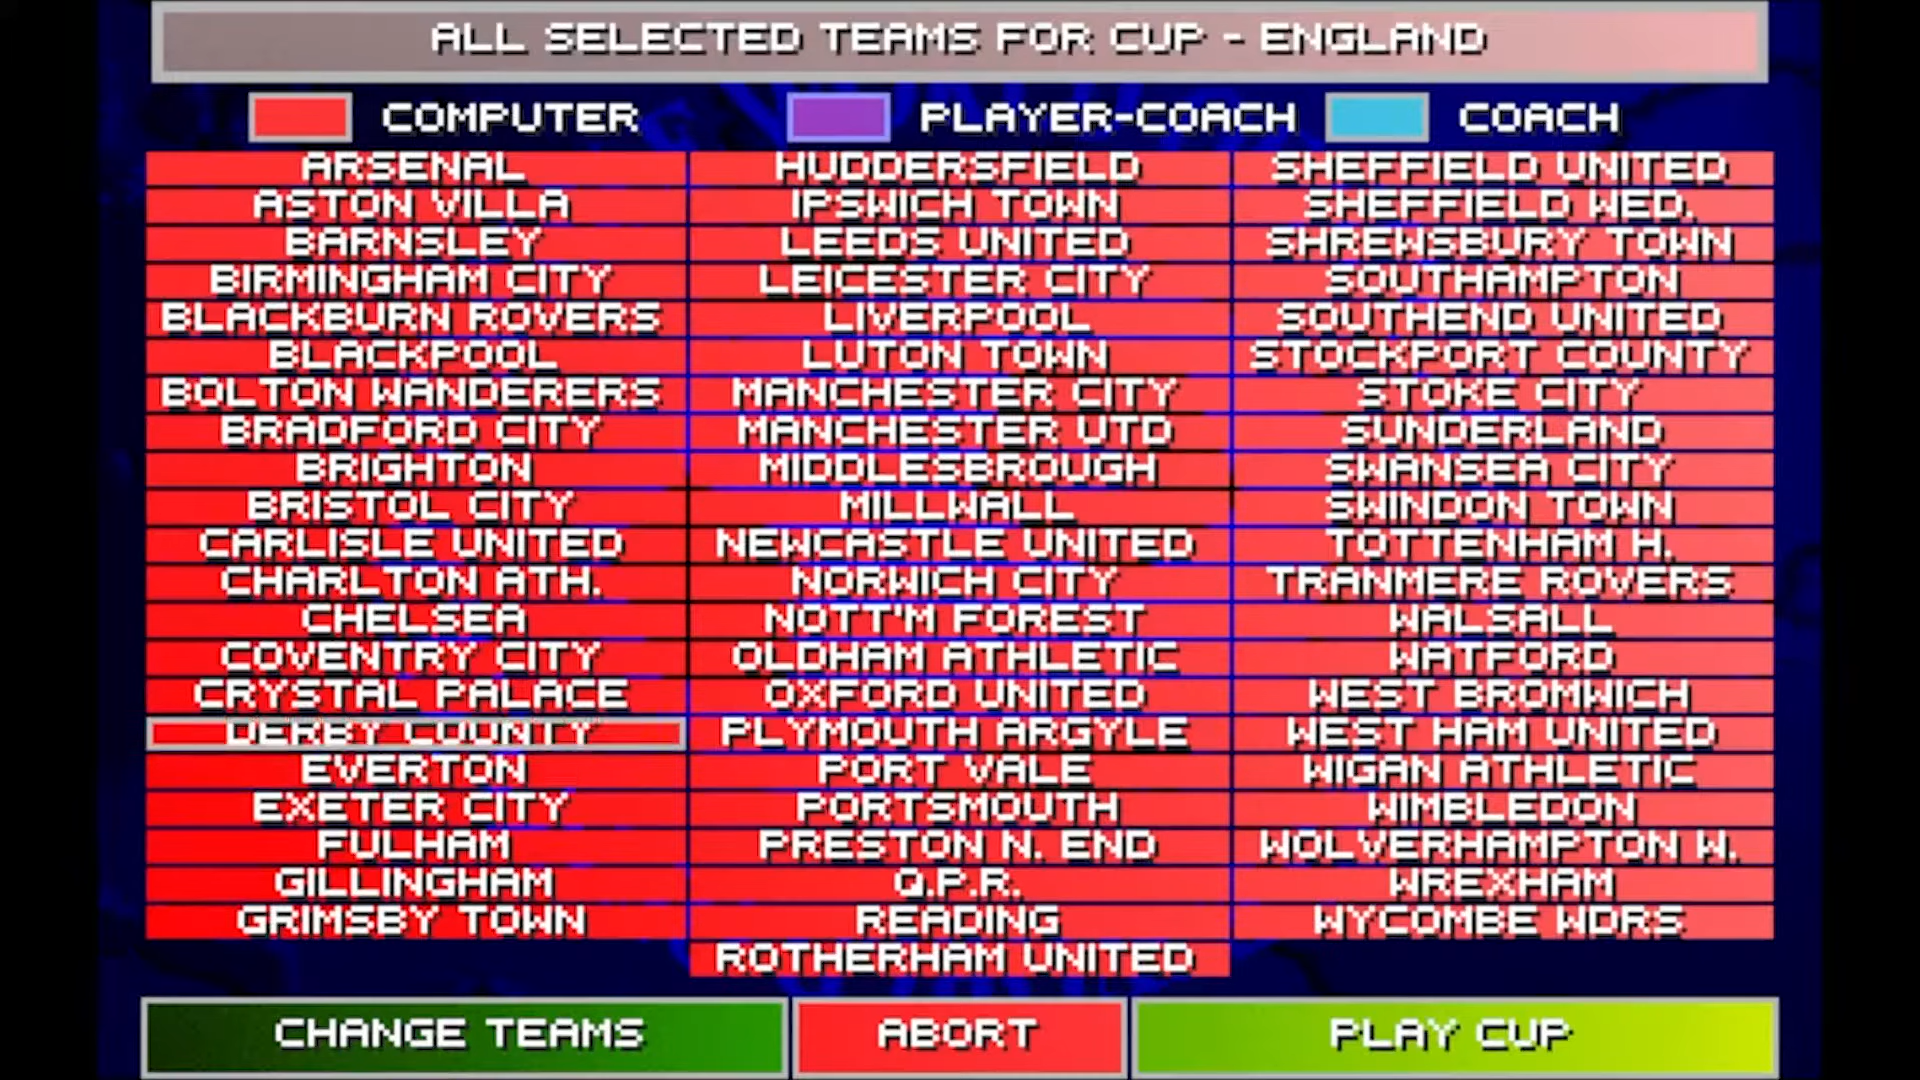 ALL SELECTED TEAMS FOR CUP - ENGLAND
COMPUTER
PLAYER-COACH
COACH
ARSENAL
ASTON VILLA
BARNSLEY
BIRMINGHAM CITY
BLACKBURN ROVERS
BLACKPOOL
BOLTON WANDERERS
BRADFORD CITY
BRIGHTON
BRISTOL CITY
CARLISLE UNITED
CHARLTON ATH.
CHELSEA
COVENTRY CITY
CRYSTAL PALACE
DERBY COUNTY
EVERTON
EXETER CITY
FULHAM
GILLINGHAM
GRIMSBY TOWN
HUDDERSFIELD
IPSWICH TOWN
LEEDS UNITED
LEICESTER CITY
LIVERPOOL
LUTON TOWN
MANCHESTER CITY
MANCHESTER UTD
MIDDLESBROUGH
MILLWALL
NEWCASTLE UNITED
NORWICH CITY
NOTT'M FOREST
OLDHAM ATHLETIC
OXFORD UNITED
PLYMOUTH ARGYLE
PORT VALE
PORTSMOUTH
PRESTON N. END
Q.P.R.
READING
ROTHERHAM UNITED
SHEFFIELD UNITED
SHEFFIELD WED.
SHREWSBURY TOWN
SOUTHAMPTON
SOUTHEND UNITED
STOCKPORT COUNTY
STOKE CITY
SUNDERLAND
SWANSEA CITY
SWINDON TOWN
TOTTENHAM H.
TRANMERE ROVERS
WALSALL
WATFORD
WEST BROMWICH
WEST HAM UNITED
WIGAN ATHLETIC
WIMBLEDON
WOLVERHAMPTON W.
WREXHAM
WYCOMBE WDRS
CHANGE TEAMS
ABORT
PLAY CUP